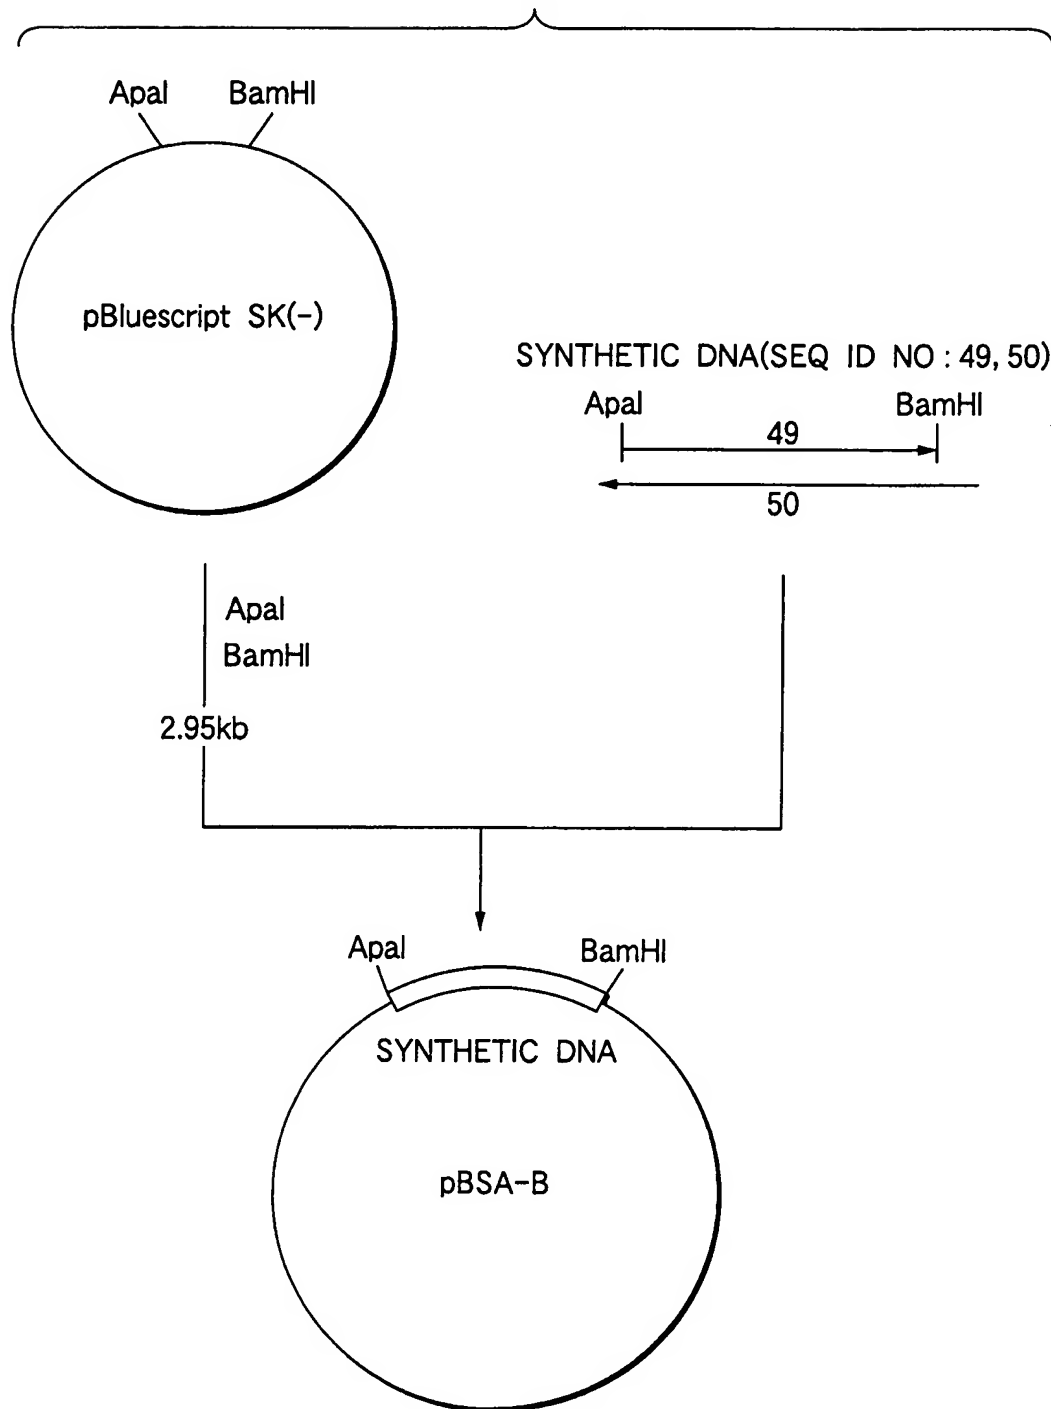 ApaI BamHI
pBluescript SK(-)
SYNTHETIC DNA(SEQ ID NO : 49, 50)
ApaI BamHI
49
50
ApaI
BamHI
2.95kb
ApaI BamHI
SYNTHETIC DNA
pBSA-B